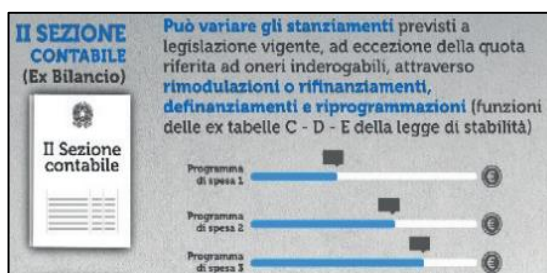 II SEZIONE
CONTABILE
(Ex Bilancio)
II Sezione
contabile
Può variare gli stanziamenti previsti a
legislazione vigente, ad eccezione della quota
riferita ad oneri inderogabili, attraverso
rimodulazioni o rifinanziamenti,
definanziamenti e riprogrammazioni (funzioni
delle ex tabelle C - D - E della legge di stabilità)
Programma
di spesa 1
€
Programma
di spesa 2
€
Programma
di spesa 3
€